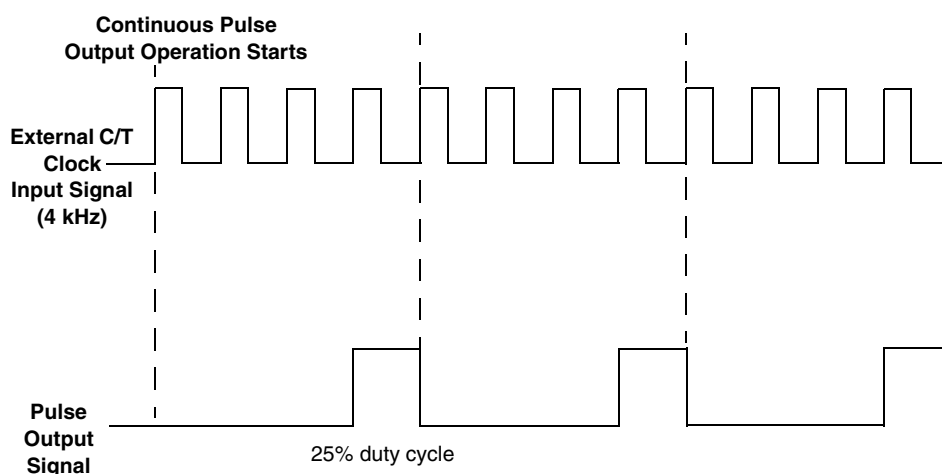 Continuous Pulse
Output Operation Starts
External C/T
Clock
Input Signal
(4 kHz)
Pulse
Output
Signal
25% duty cycle